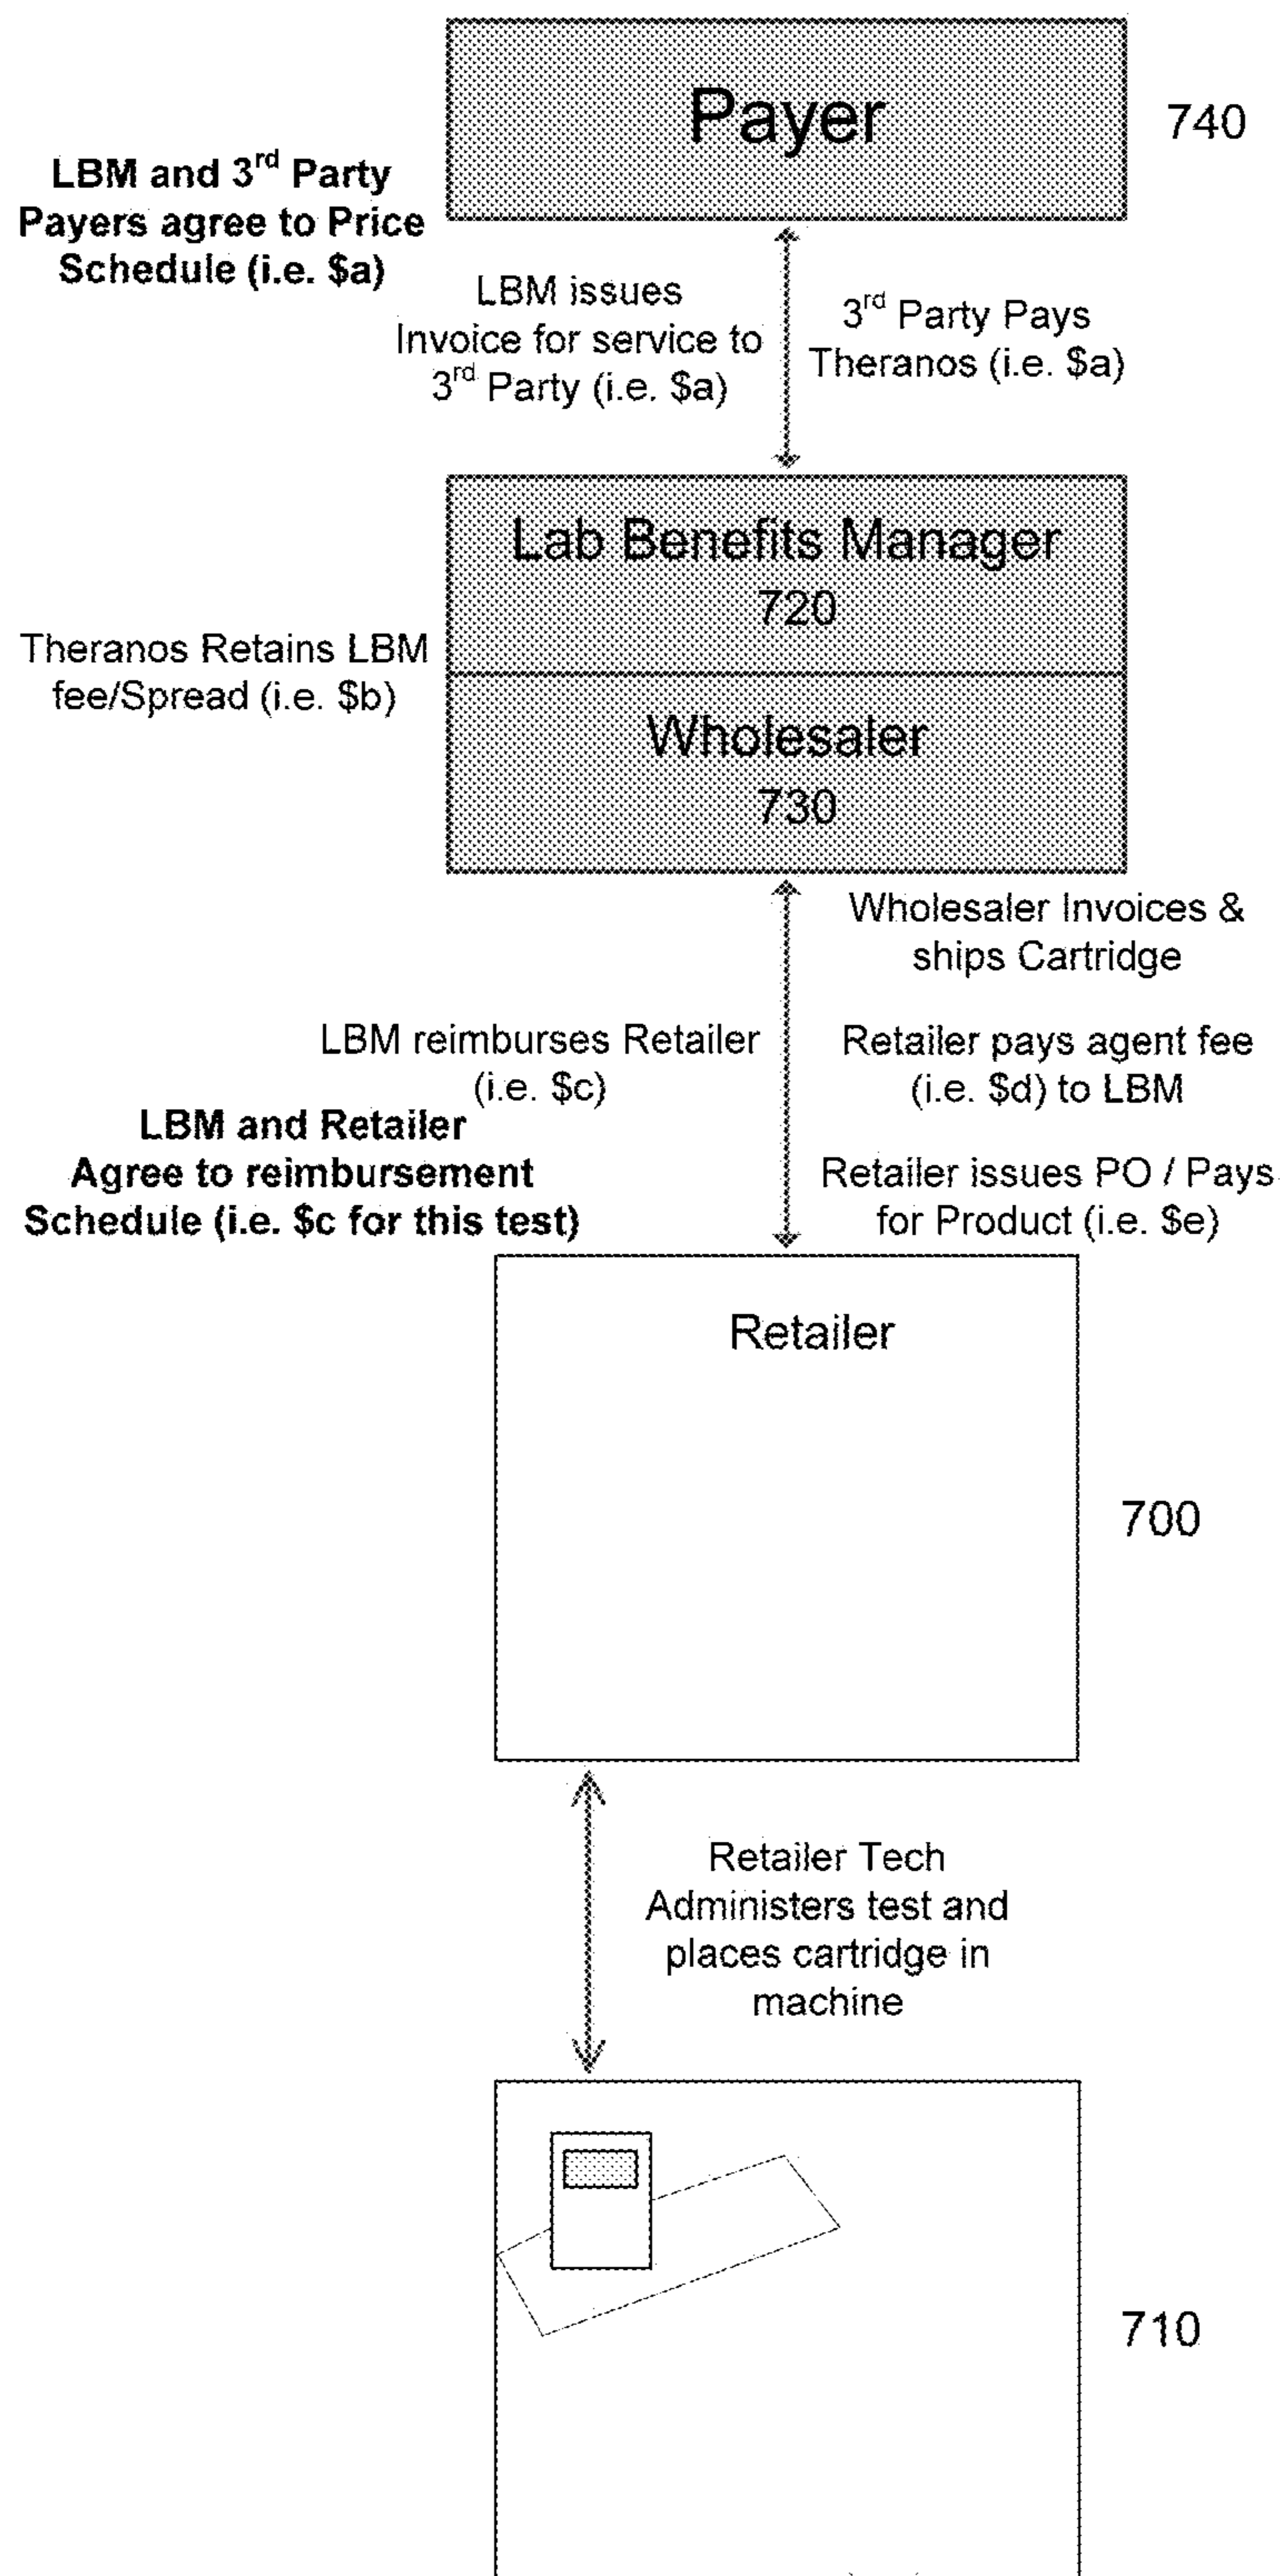 Payer
740
LBM and 3rd Party
Payers agree to Price
Schedule (i.e. $a)
LBM issues
Invoice for service to
3rd Party (i.e. $a)
3rd Party Pays
Theranos (i.e. $a)
Lab Benefits Manager
720
Theranos Retains LBM
fee/Spread (i.e. $b)
Wholesaler
730
Wholesaler Invoices &
ships Cartridge
LBM reimburses Retailer
(i.e. $c)
Retailer pays agent fee
(i.e. $d) to LBM
LBM and Retailer
Agree to reimbursement
Schedule (i.e. $c for this test)
Retailer issues PO / Pays
for Product (i.e. $e)
Retailer
700
Retailer Tech
Administers test and
places cartridge in
machine
710